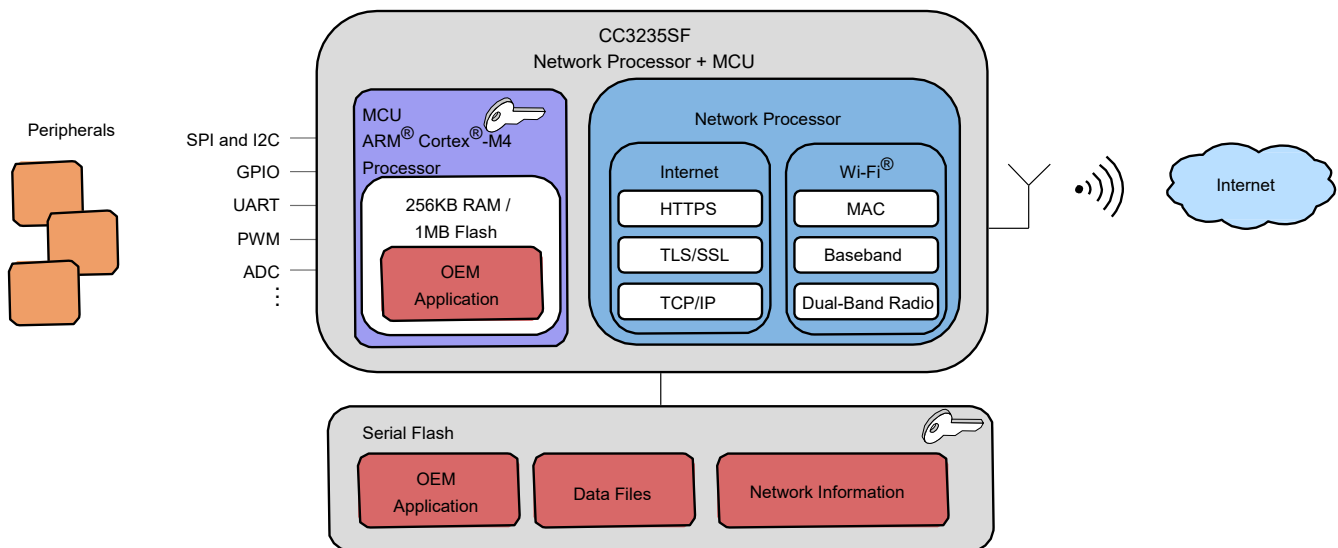 CC3235SF
Network Processor + MCU
Peripherals
SPI and I2C
GPIO
UART
PWM
ADC
⋮
MCU
ARM® Cortex®-M4
Processor
256KB RAM /
1MB Flash
OEM
Application
Network Processor
Internet
HTTPS
TLS/SSL
TCP/IP
Wi-Fi®
MAC
Baseband
Dual-Band Radio
Internet
Serial Flash
OEM
Application
Data Files
Network Information